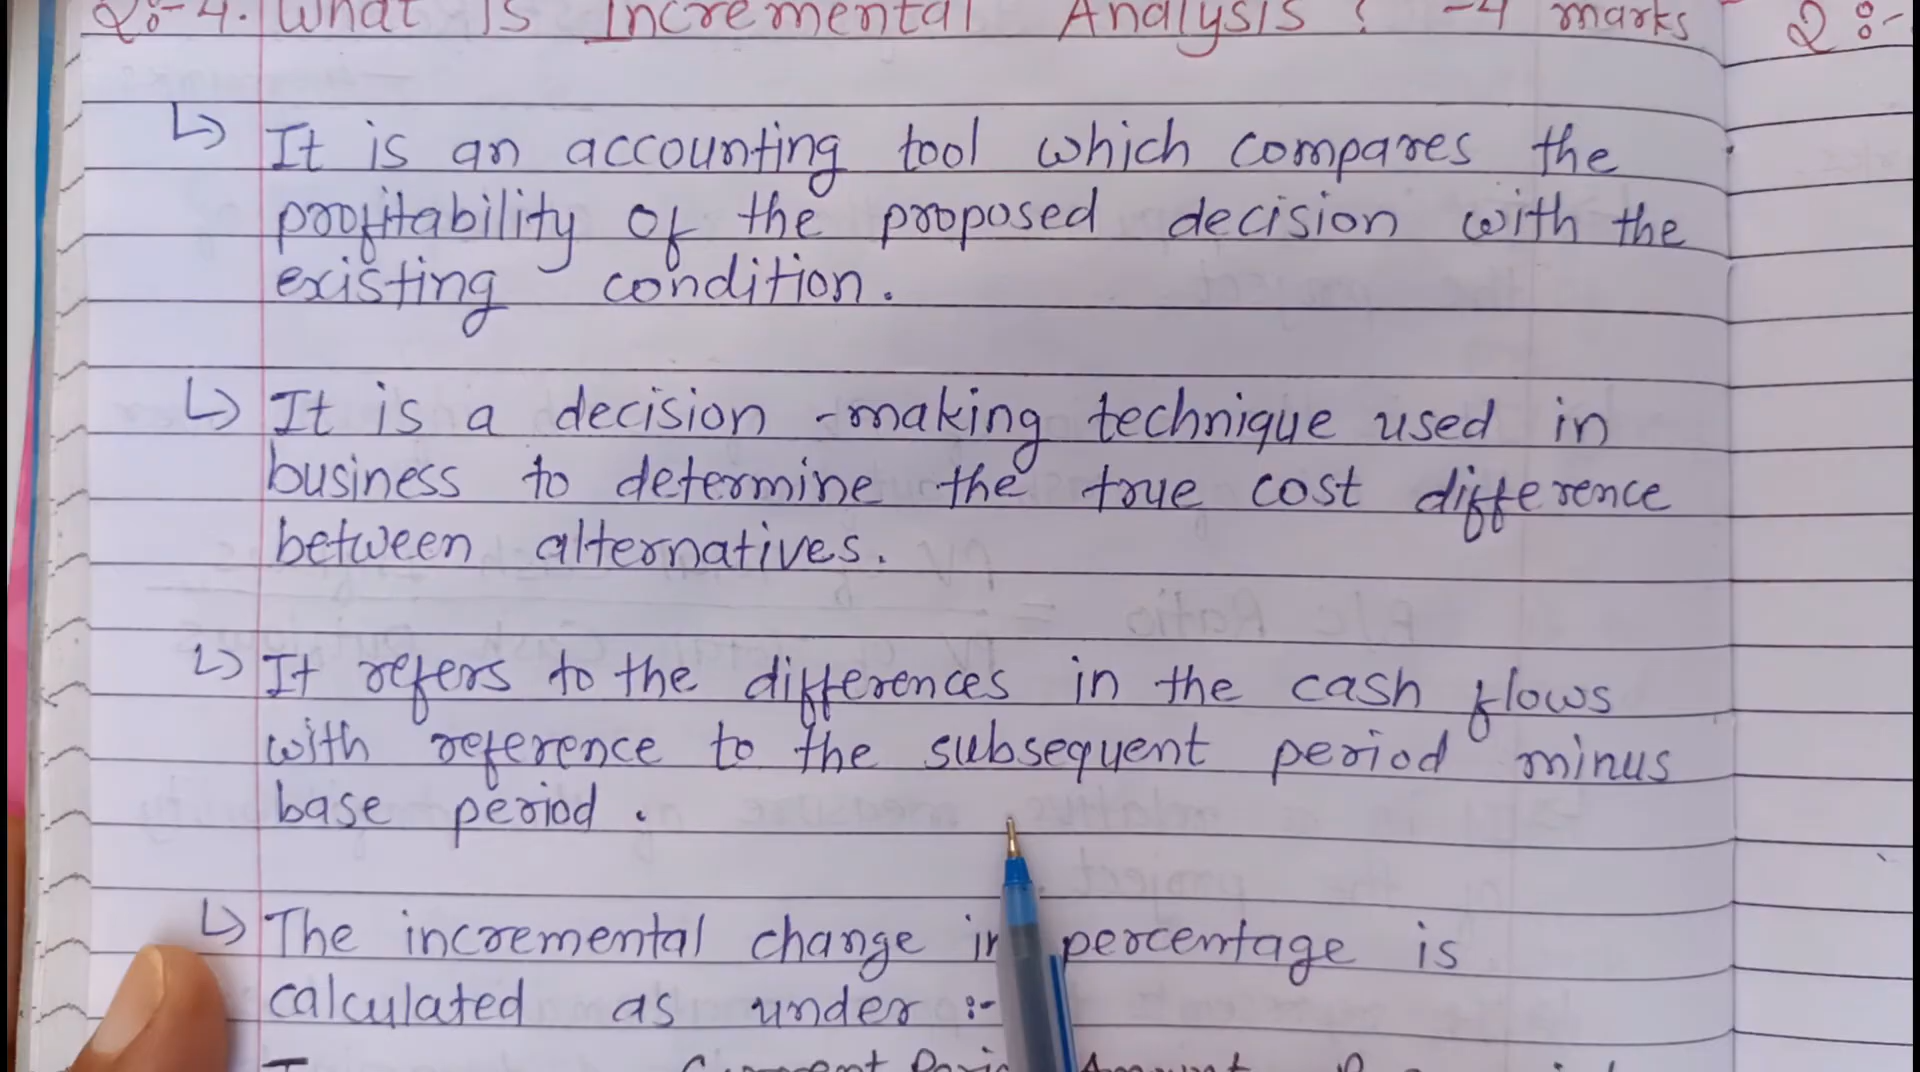 Q:-4. What is Incremental Analysis? -4 marks Q:-
↳ It is an accounting tool which compares the
profitability of the proposed decision with the
existing condition.
↳ It is a decision-making technique used in
business to determine the true cost difference
between alternatives.
↳ It refers to the differences in the cash flows
with reference to the subsequent period minus
base period.
↳ The incremental change in percentage is
calculated as under :-
Current Period Amount